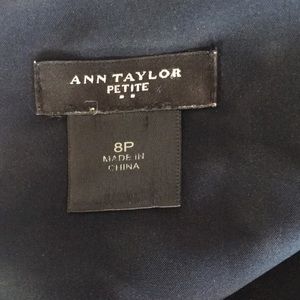 ANN TAYLOR
PETITE
8P
MADE IN
CHINA